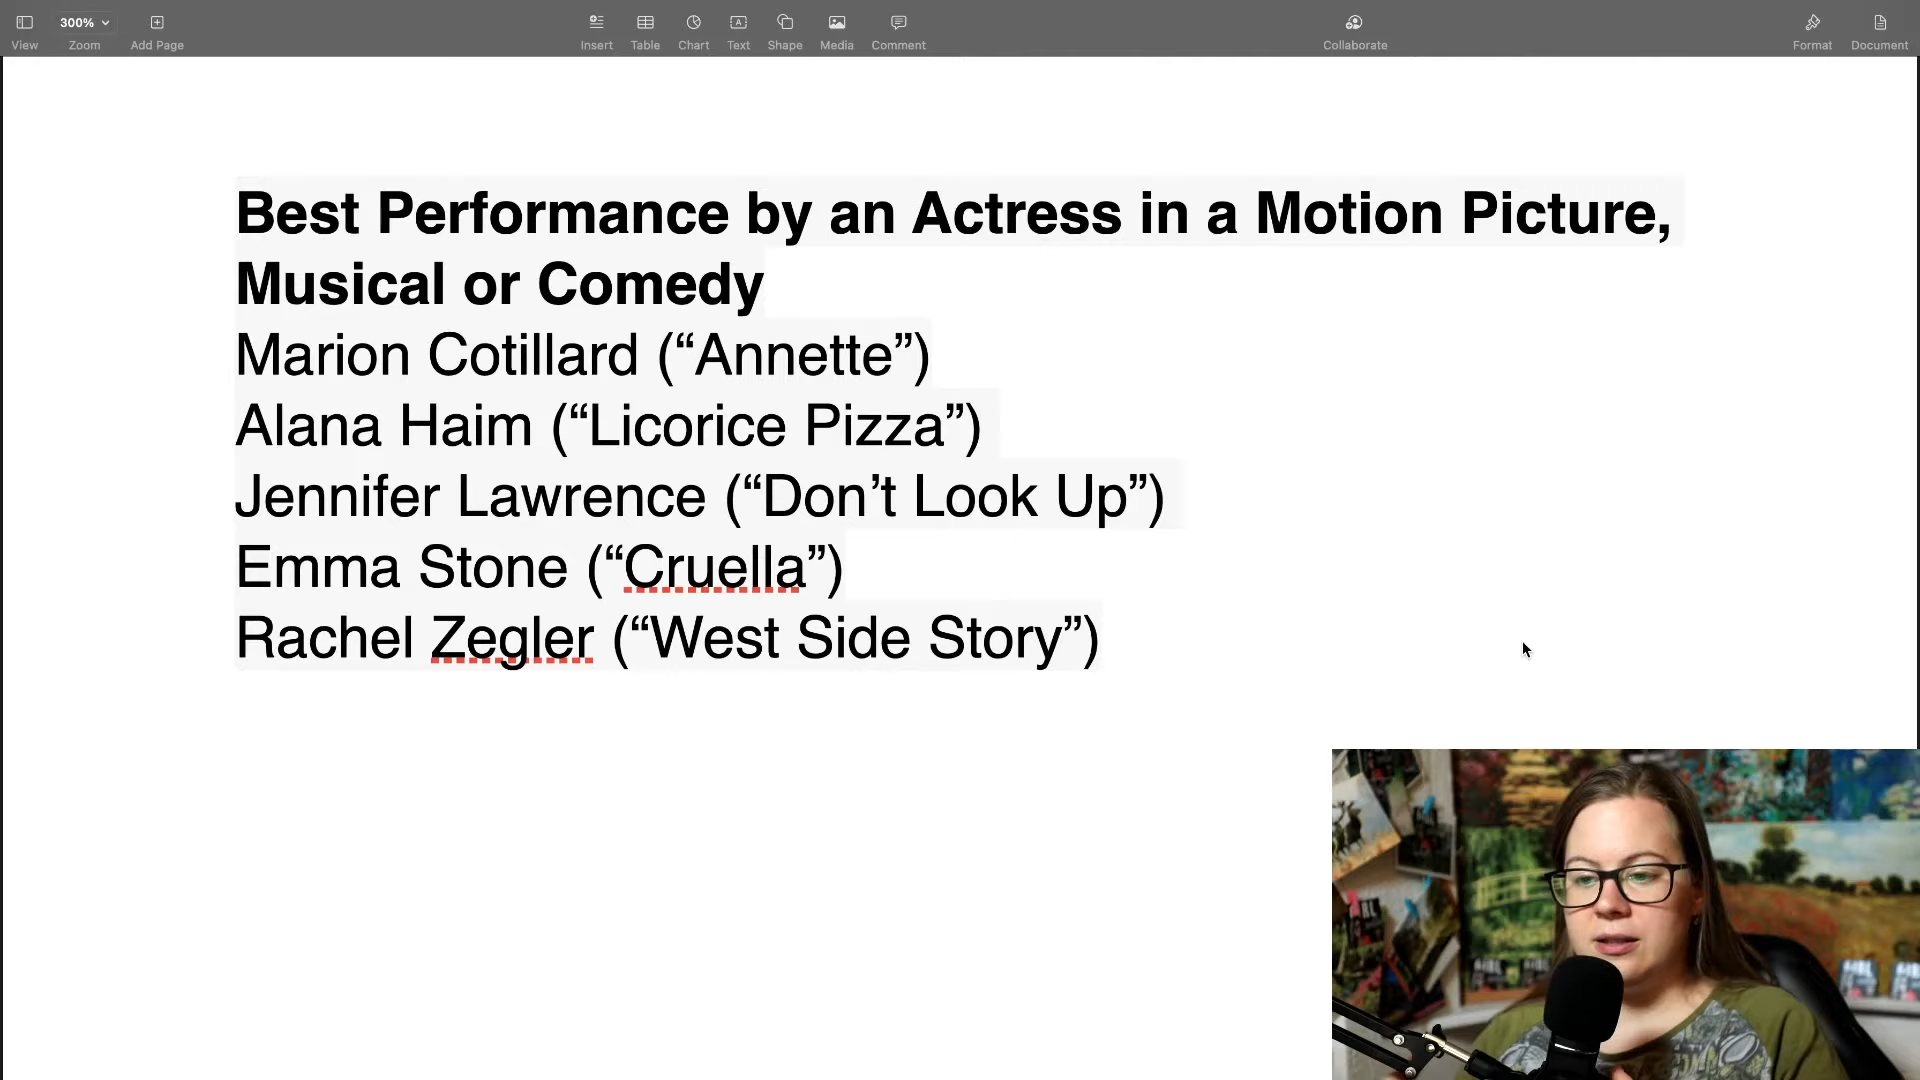 300%
View Zoom Add Page Insert Table Chart Text Shape Media Comment Collaborate Format Document
Best Performance by an Actress in a Motion Picture,
Musical or Comedy
Marion Cotillard (“Annette”)
Alana Haim (“Licorice Pizza”)
Jennifer Lawrence (“Don’t Look Up”)
Emma Stone (“Cruella”)
Rachel Zegler (“West Side Story”)